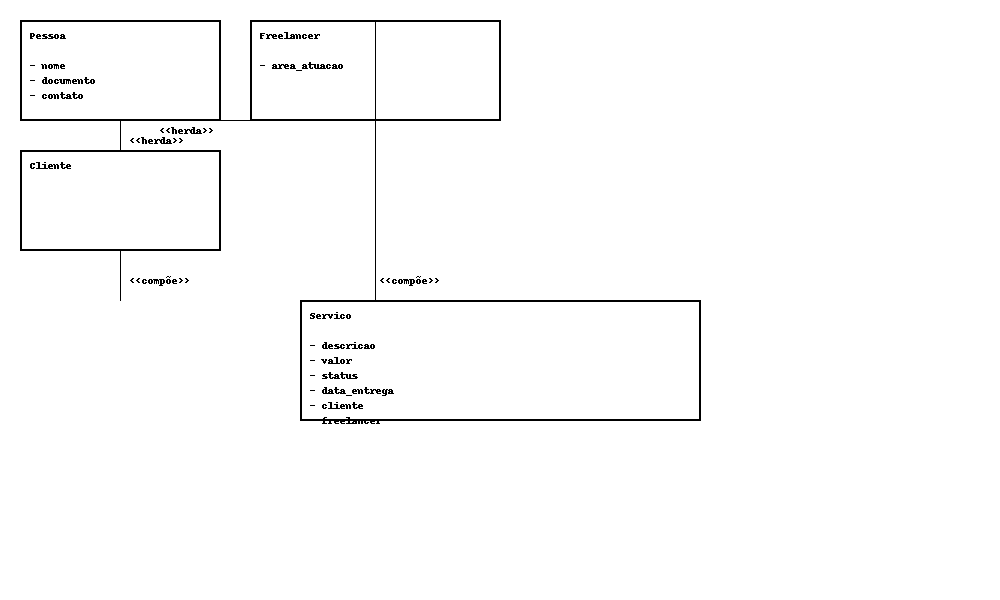 Pessoa
- nome
- documento
- contato
Freelancer
- area_atuacao
<<herda>>
<<herda>>
Cliente
<<compõe>>
<<compõe>>
Servico
- descricao
- valor
- status
- data_entrega
- cliente
- freelancer